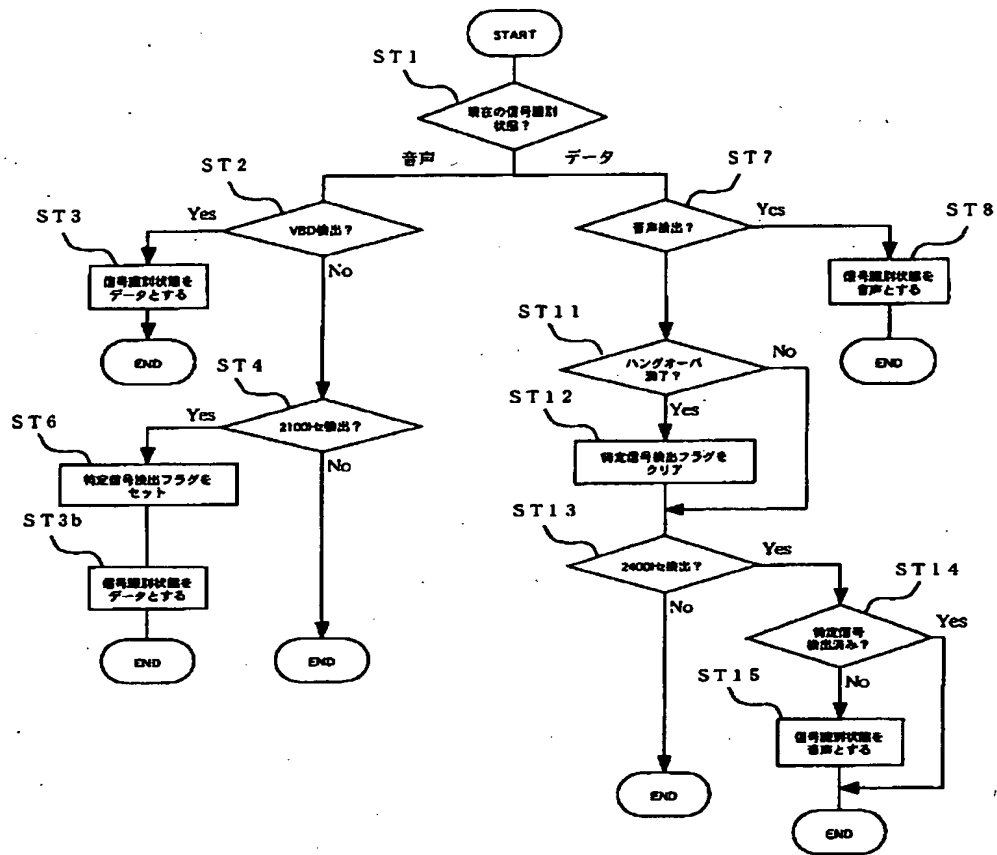 START
ST1
現在の信号識別
状態?
音声
データ
ST2
VBD検出?
Yes
No
ST3
信号識別状態を
データとする
END
ST4
2100Hz検出?
Yes
No
ST6
特定信号検出フラグを
セット
ST3b
信号識別状態を
データとする
END
END
ST7
音声検出?
Yes
ST8
信号識別状態を
音声とする
END
ST11
ハングオーバ
満了?
No
Yes
ST12
特定信号検出フラグを
クリア
ST13
2400Hz検出?
Yes
No
ST14
特定信号
検出済み?
Yes
No
ST15
信号識別状態を
音声とする
END
END